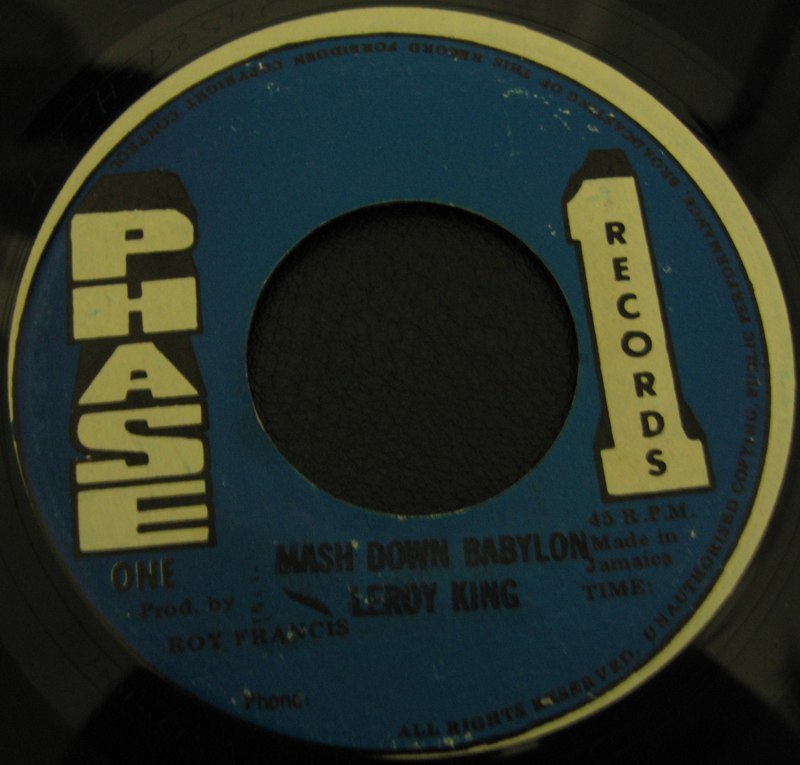 PHASE
ONE
1
RECORDS
MASH DOWN BABYLON
LEROY KING
45 R.P.M.
Made in
Jamaica
TIME:
Prod. by
ROY FRANCIS
Phone:
ALL RIGHTS RESERVED. UNAUTHORISED COPYING, PUBLIC PERFORMANCE, BROADCASTING OF THIS RECORD FORBIDDEN COPYRIGHT CONTROL